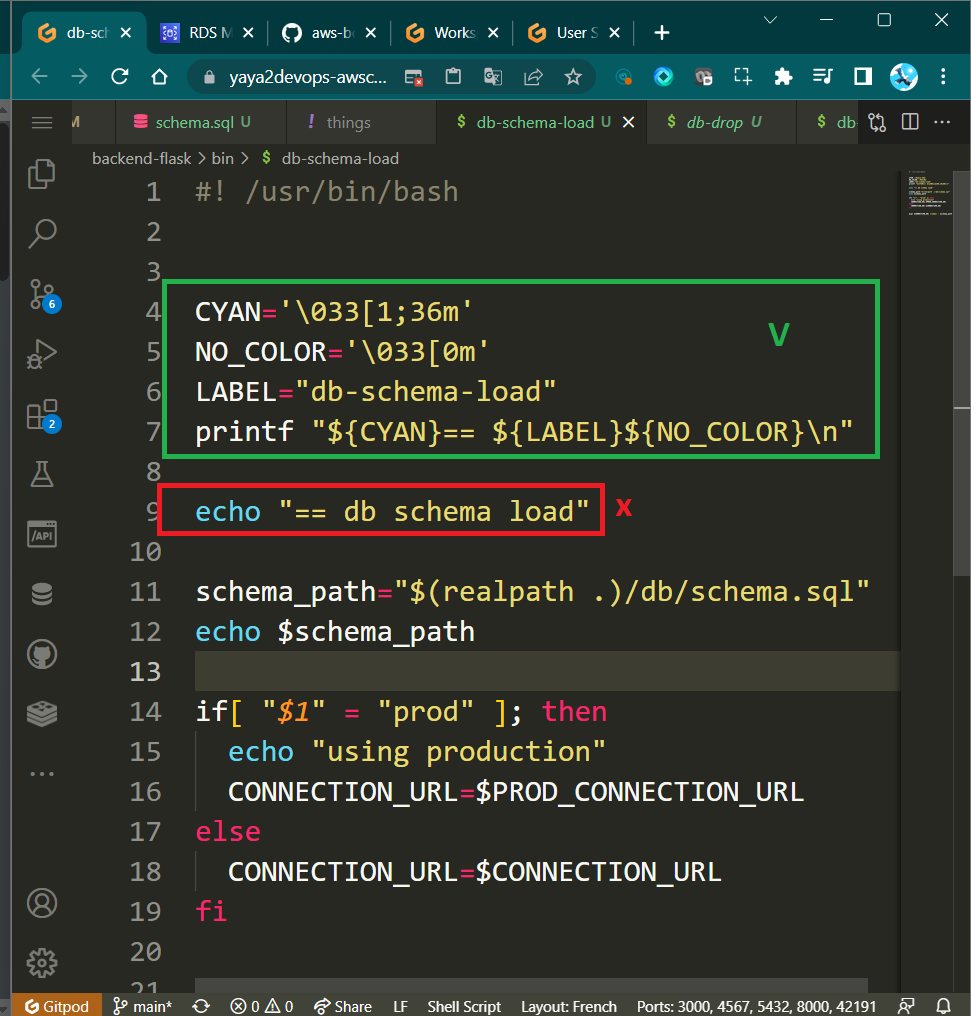 db-sch
RDS M
aws-b
Works
User S
yaya2devops-awsc...
M
schema.sql U
! things
$ db-schema-load U
$ db-drop U
$ db
backend-flask > bin > $ db-schema-load
1 #! /usr/bin/bash
2
3
4 CYAN='\033[1;36m'
V
5 NO_COLOR='\033[0m'
6 LABEL="db-schema-load"
7 printf "${CYAN}== ${LABEL}${NO_COLOR}\n"
8
9 echo "== db schema load" x
10
11 schema_path="$(realpath .)/db/schema.sql"
12 echo $schema_path
13
14 if[ "$1" = "prod" ]; then
15 echo "using production"
16 CONNECTION_URL=$PROD_CONNECTION_URL
17 else
18 CONNECTION_URL=$CONNECTION_URL
19 fi
20
21
6
2
/API
Gitpod main* 0 0 Share LF Shell Script Layout: French Ports: 3000, 4567, 5432, 8000, 42191